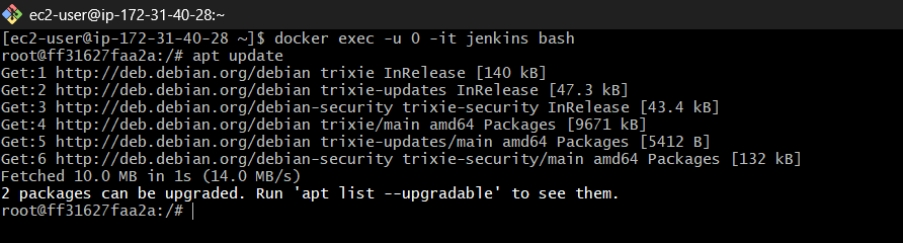 ec2-user@ip-172-31-40-28:~
[ec2-user@ip-172-31-40-28 ~]$ docker exec -u 0 -it jenkins bash
root@ff31627faa2a:/# apt update
Get:1 http://deb.debian.org/debian trixie InRelease [140 kB]
Get:2 http://deb.debian.org/debian trixie-updates InRelease [47.3 kB]
Get:3 http://deb.debian.org/debian-security trixie-security InRelease [43.4 kB]
Get:4 http://deb.debian.org/debian trixie/main amd64 Packages [9671 kB]
Get:5 http://deb.debian.org/debian trixie-updates/main amd64 Packages [5412 B]
Get:6 http://deb.debian.org/debian-security trixie-security/main amd64 Packages [132 kB]
Fetched 10.0 MB in 1s (14.0 MB/s)
2 packages can be upgraded. Run 'apt list --upgradable' to see them.
root@ff31627faa2a:/#